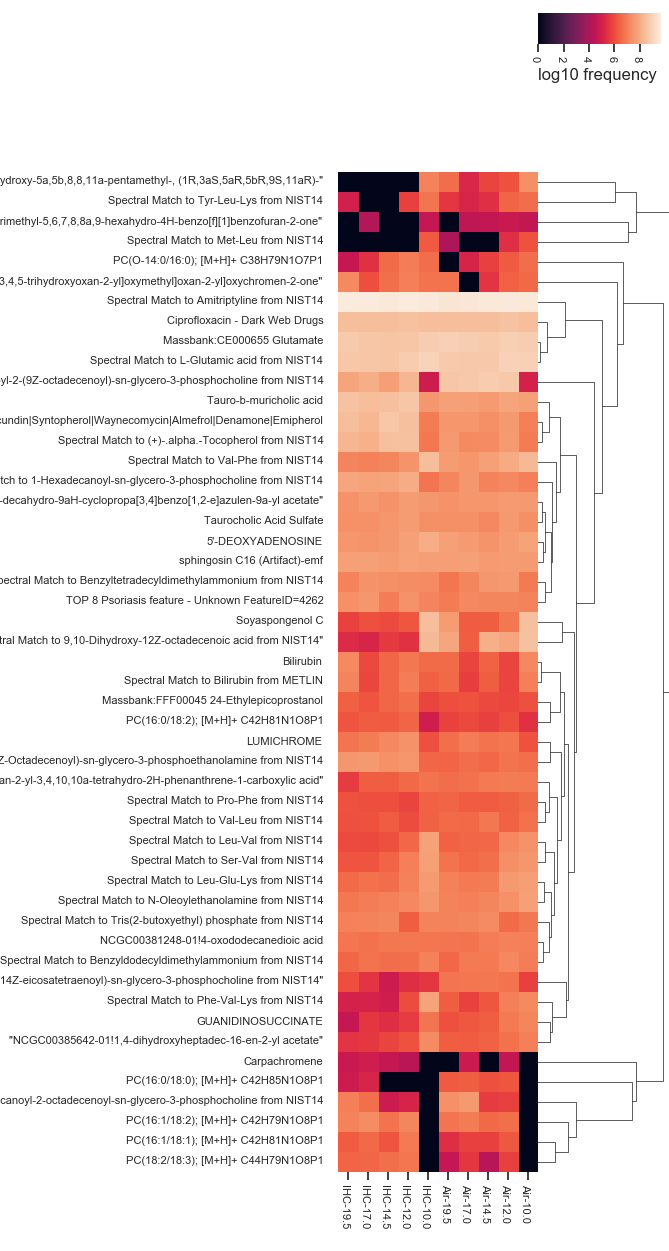 0
2
4
6
8
log10 frequency
ydroxy-5a,5b,8,8,11a-pentamethyl-, (1R,3aS,5aR,5bR,9S,11aR)-"
Spectral Match to Tyr-Leu-Lys from NIST14
rimethyl-5,6,7,8,8a,9-hexahydro-4H-benzo[f][1]benzofuran-2-one"
Spectral Match to Met-Leu from NIST14
PC(O-14:0/16:0); [M+H]+ C38H79N1O7P1
3,4,5-trihydroxyoxan-2-yl]oxymethyl]oxan-2-yl]oxychromen-2-one"
Spectral Match to Amitriptyline from NIST14
Ciprofloxacin - Dark Web Drugs
Massbank:CE000655 Glutamate
Spectral Match to L-Glutamic acid from NIST14
oyl-2-(9Z-octadecenoyl)-sn-glycero-3-phosphocholine from NIST14
Tauro-b-muricholic acid
cundin|Syntopherol|Waynecomycin|Almefrol|Denamone|Emipherol
Spectral Match to (+)-.alpha.-Tocopherol from NIST14
Spectral Match to Val-Phe from NIST14
tch to 1-Hexadecanoyl-sn-glycero-3-phosphocholine from NIST14
-decahydro-9aH-cyclopropa[3,4]benzo[1,2-e]azulen-9a-yl acetate"
Taurocholic Acid Sulfate
5'-DEOXYADENOSINE
sphingosin C16 (Artifact)-emf
pectral Match to Benzyltetradecyldimethylammonium from NIST14
TOP 8 Psoriasis feature - Unknown FeatureID=4262
Soyaspongenol C
tral Match to 9,10-Dihydroxy-12Z-octadecenoic acid from NIST14"
Bilirubin
Spectral Match to Bilirubin from METLIN
Massbank:FFF00045 24-Ethylepicoprostanol
PC(16:0/18:2); [M+H]+ C42H81N1O8P1
LUMICHROME
Z-Octadecenoyl)-sn-glycero-3-phosphoethanolamine from NIST14
an-2-yl-3,4,10,10a-tetrahydro-2H-phenanthrene-1-carboxylic acid"
Spectral Match to Pro-Phe from NIST14
Spectral Match to Val-Leu from NIST14
Spectral Match to Leu-Val from NIST14
Spectral Match to Ser-Val from NIST14
Spectral Match to Leu-Glu-Lys from NIST14
Spectral Match to N-Oleoylethanolamine from NIST14
Spectral Match to Tris(2-butoxyethyl) phosphate from NIST14
NCGC00381248-01!4-oxododecanedioic acid
Spectral Match to Benzyldodecyldimethylammonium from NIST14
14Z-eicosatetraenoyl)-sn-glycero-3-phosphocholine from NIST14"
Spectral Match to Phe-Val-Lys from NIST14
GUANIDINOSUCCINATE
"NCGC00385642-01!1,4-dihydroxyheptadec-16-en-2-yl acetate"
Carpachromene
PC(16:0/18:0); [M+H]+ C42H85N1O8P1
canoyl-2-octadecenoyl-sn-glycero-3-phosphocholine from NIST14
PC(16:1/18:2); [M+H]+ C42H79N1O8P1
PC(16:1/18:1); [M+H]+ C42H81N1O8P1
PC(18:2/18:3); [M+H]+ C44H79N1O8P1
IHC-19.5
IHC-17.0
IHC-14.5
IHC-12.0
IHC-10.0
Air-19.5
Air-17.0
Air-14.5
Air-12.0
Air-10.0